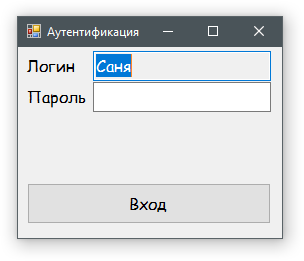 Аутентификация
Логин Саня
Пароль
Вход